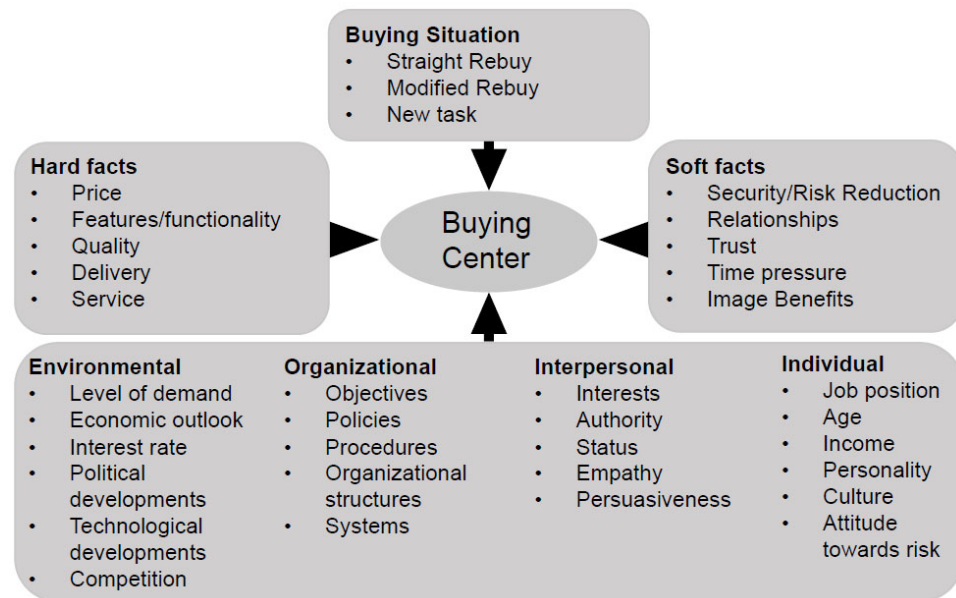 Buying Situation
• Straight Rebuy
• Modified Rebuy
• New task
Hard facts
• Price
• Features/functionality
• Quality
• Delivery
• Service
Buying
Center
Soft facts
• Security/Risk Reduction
• Relationships
• Trust
• Time pressure
• Image Benefits
Environmental
• Level of demand
• Economic outlook
• Interest rate
• Political
developments
• Technological
developments
• Competition
Organizational
• Objectives
• Policies
• Procedures
• Organizational
structures
• Systems
Interpersonal
• Interests
• Authority
• Status
• Empathy
• Persuasiveness
Individual
• Job position
• Age
• Income
• Personality
• Culture
• Attitude
towards risk